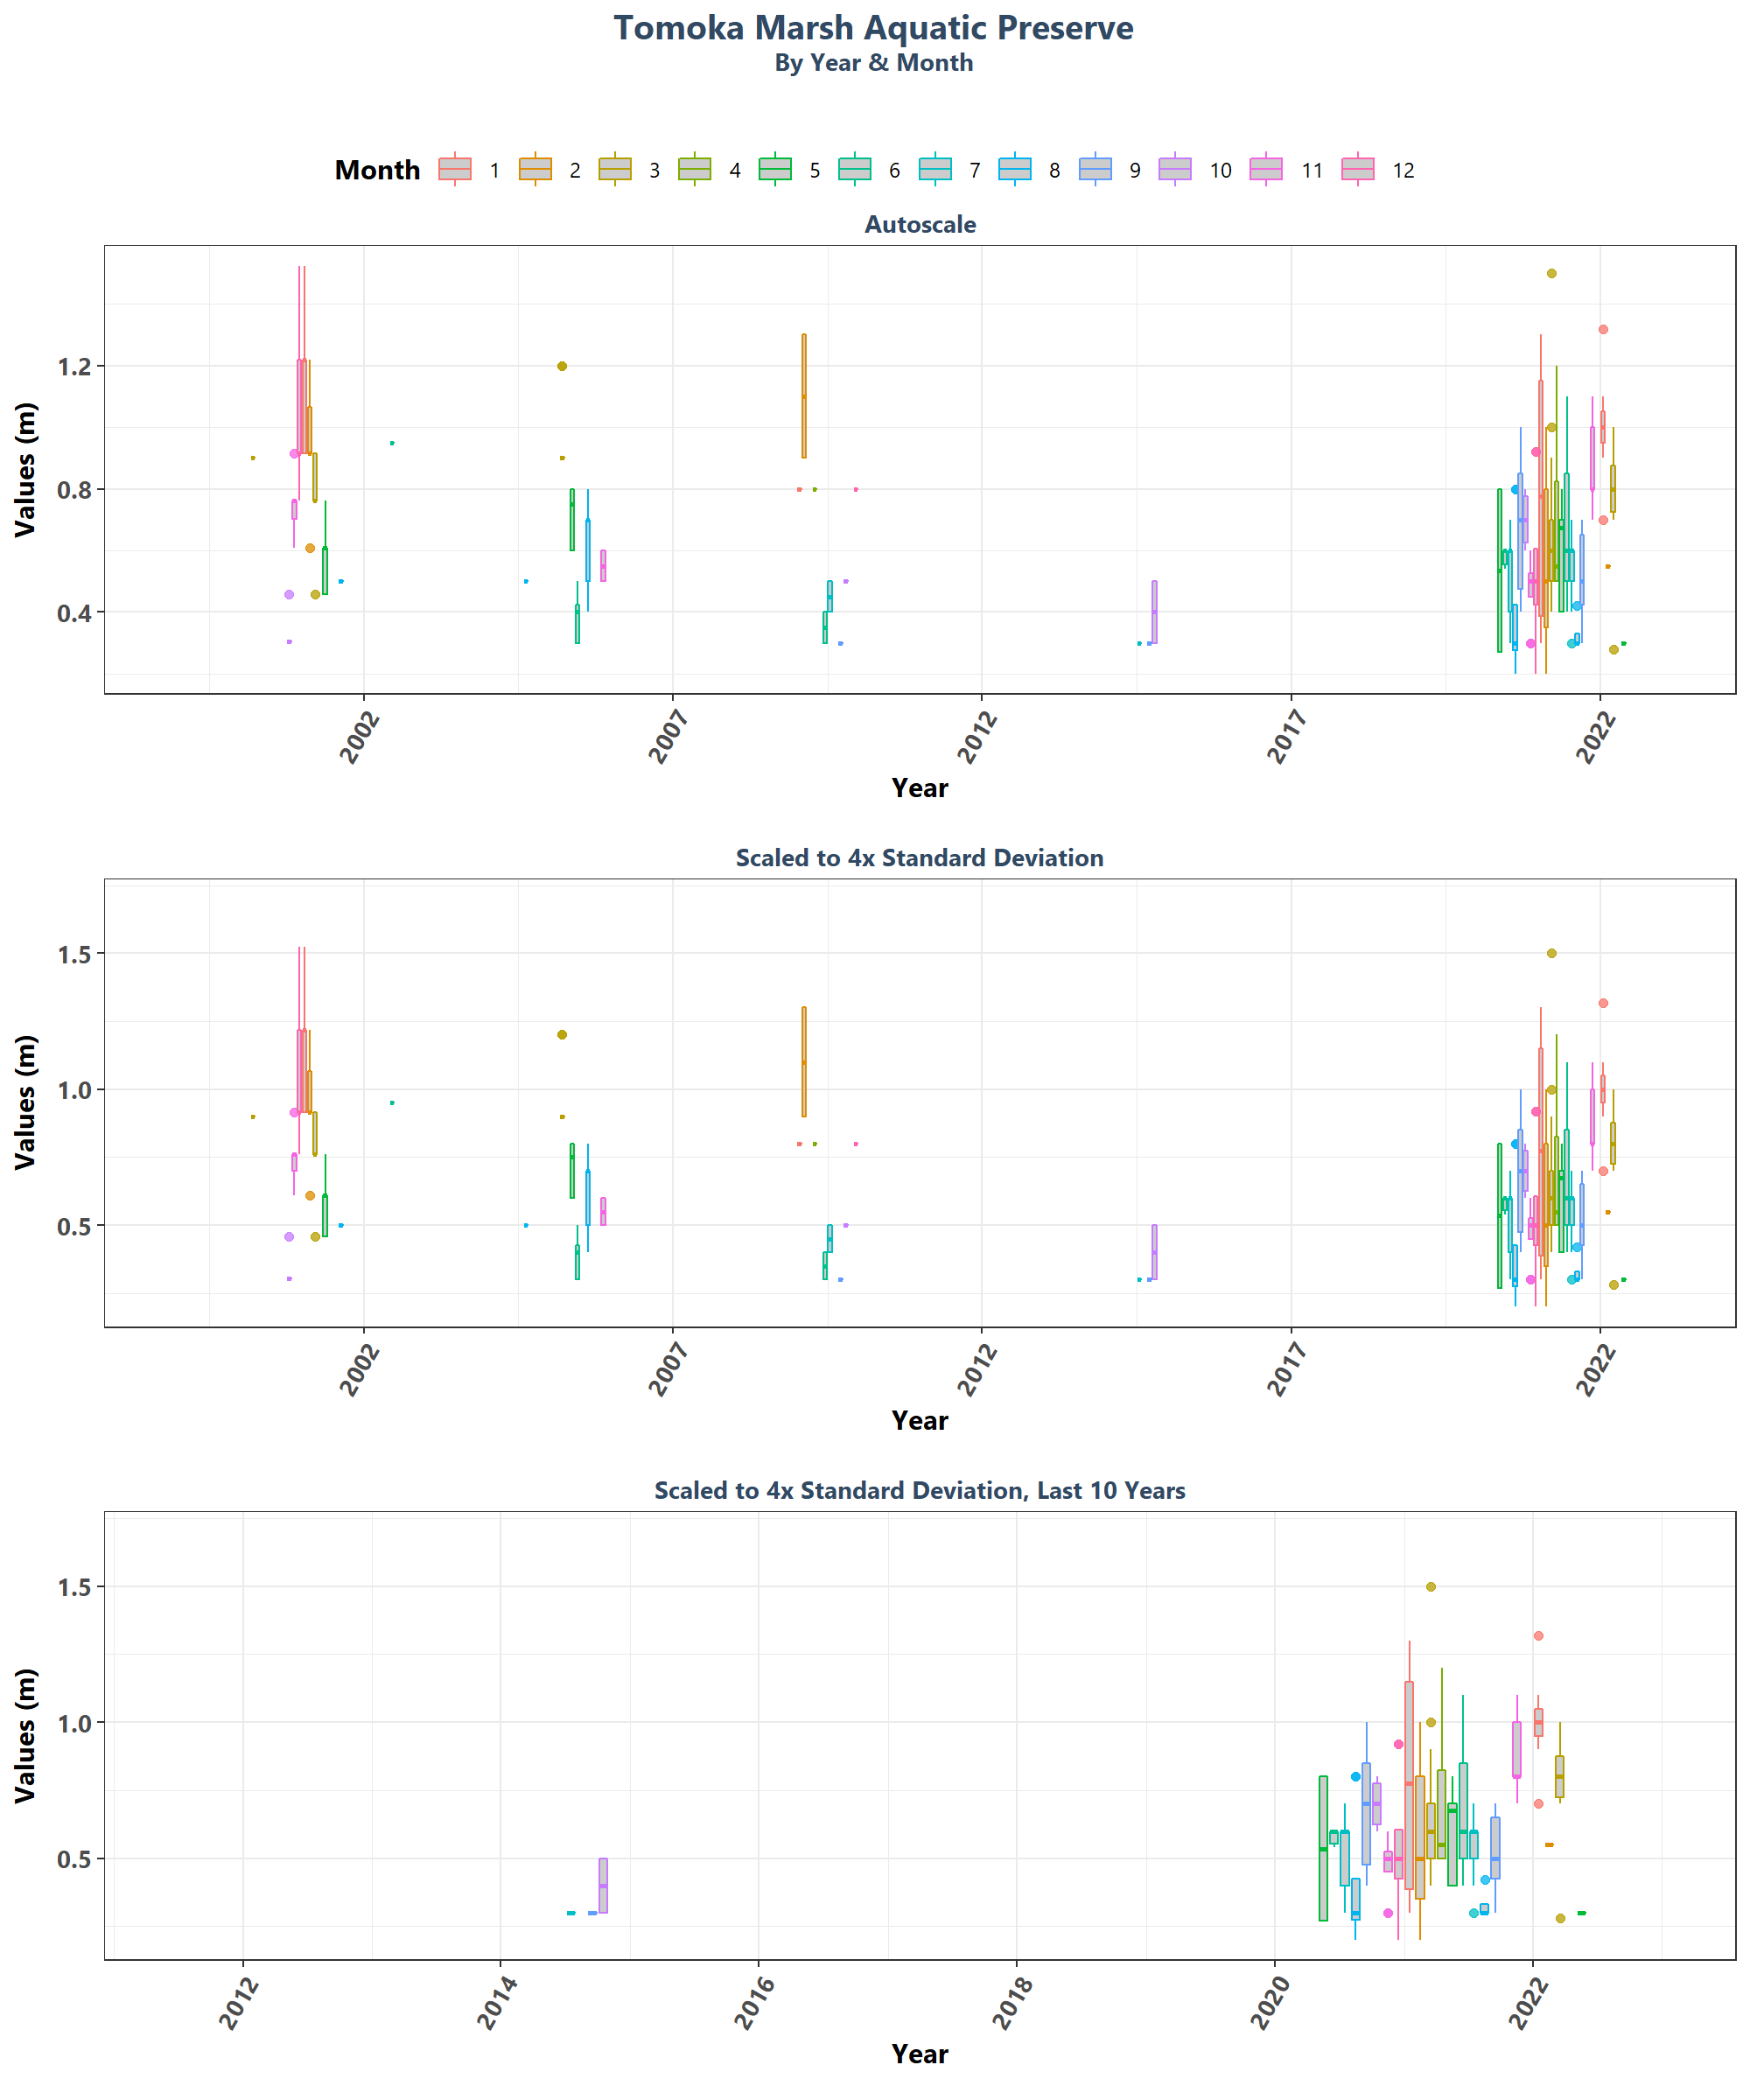 Tomoka Marsh Aquatic Preserve
By Year & Month
Month 1 2 3 4 5 6 7 8 9 10 11 12
Autoscale
Values (m)
1.2
0.8
0.4
2002 2007 2012 2017 2022
Year
Scaled to 4x Standard Deviation
Values (m)
1.5
1.0
0.5
2002 2007 2012 2017 2022
Year
Scaled to 4x Standard Deviation, Last 10 Years
Values (m)
1.5
1.0
0.5
2012 2014 2016 2018 2020 2022
Year